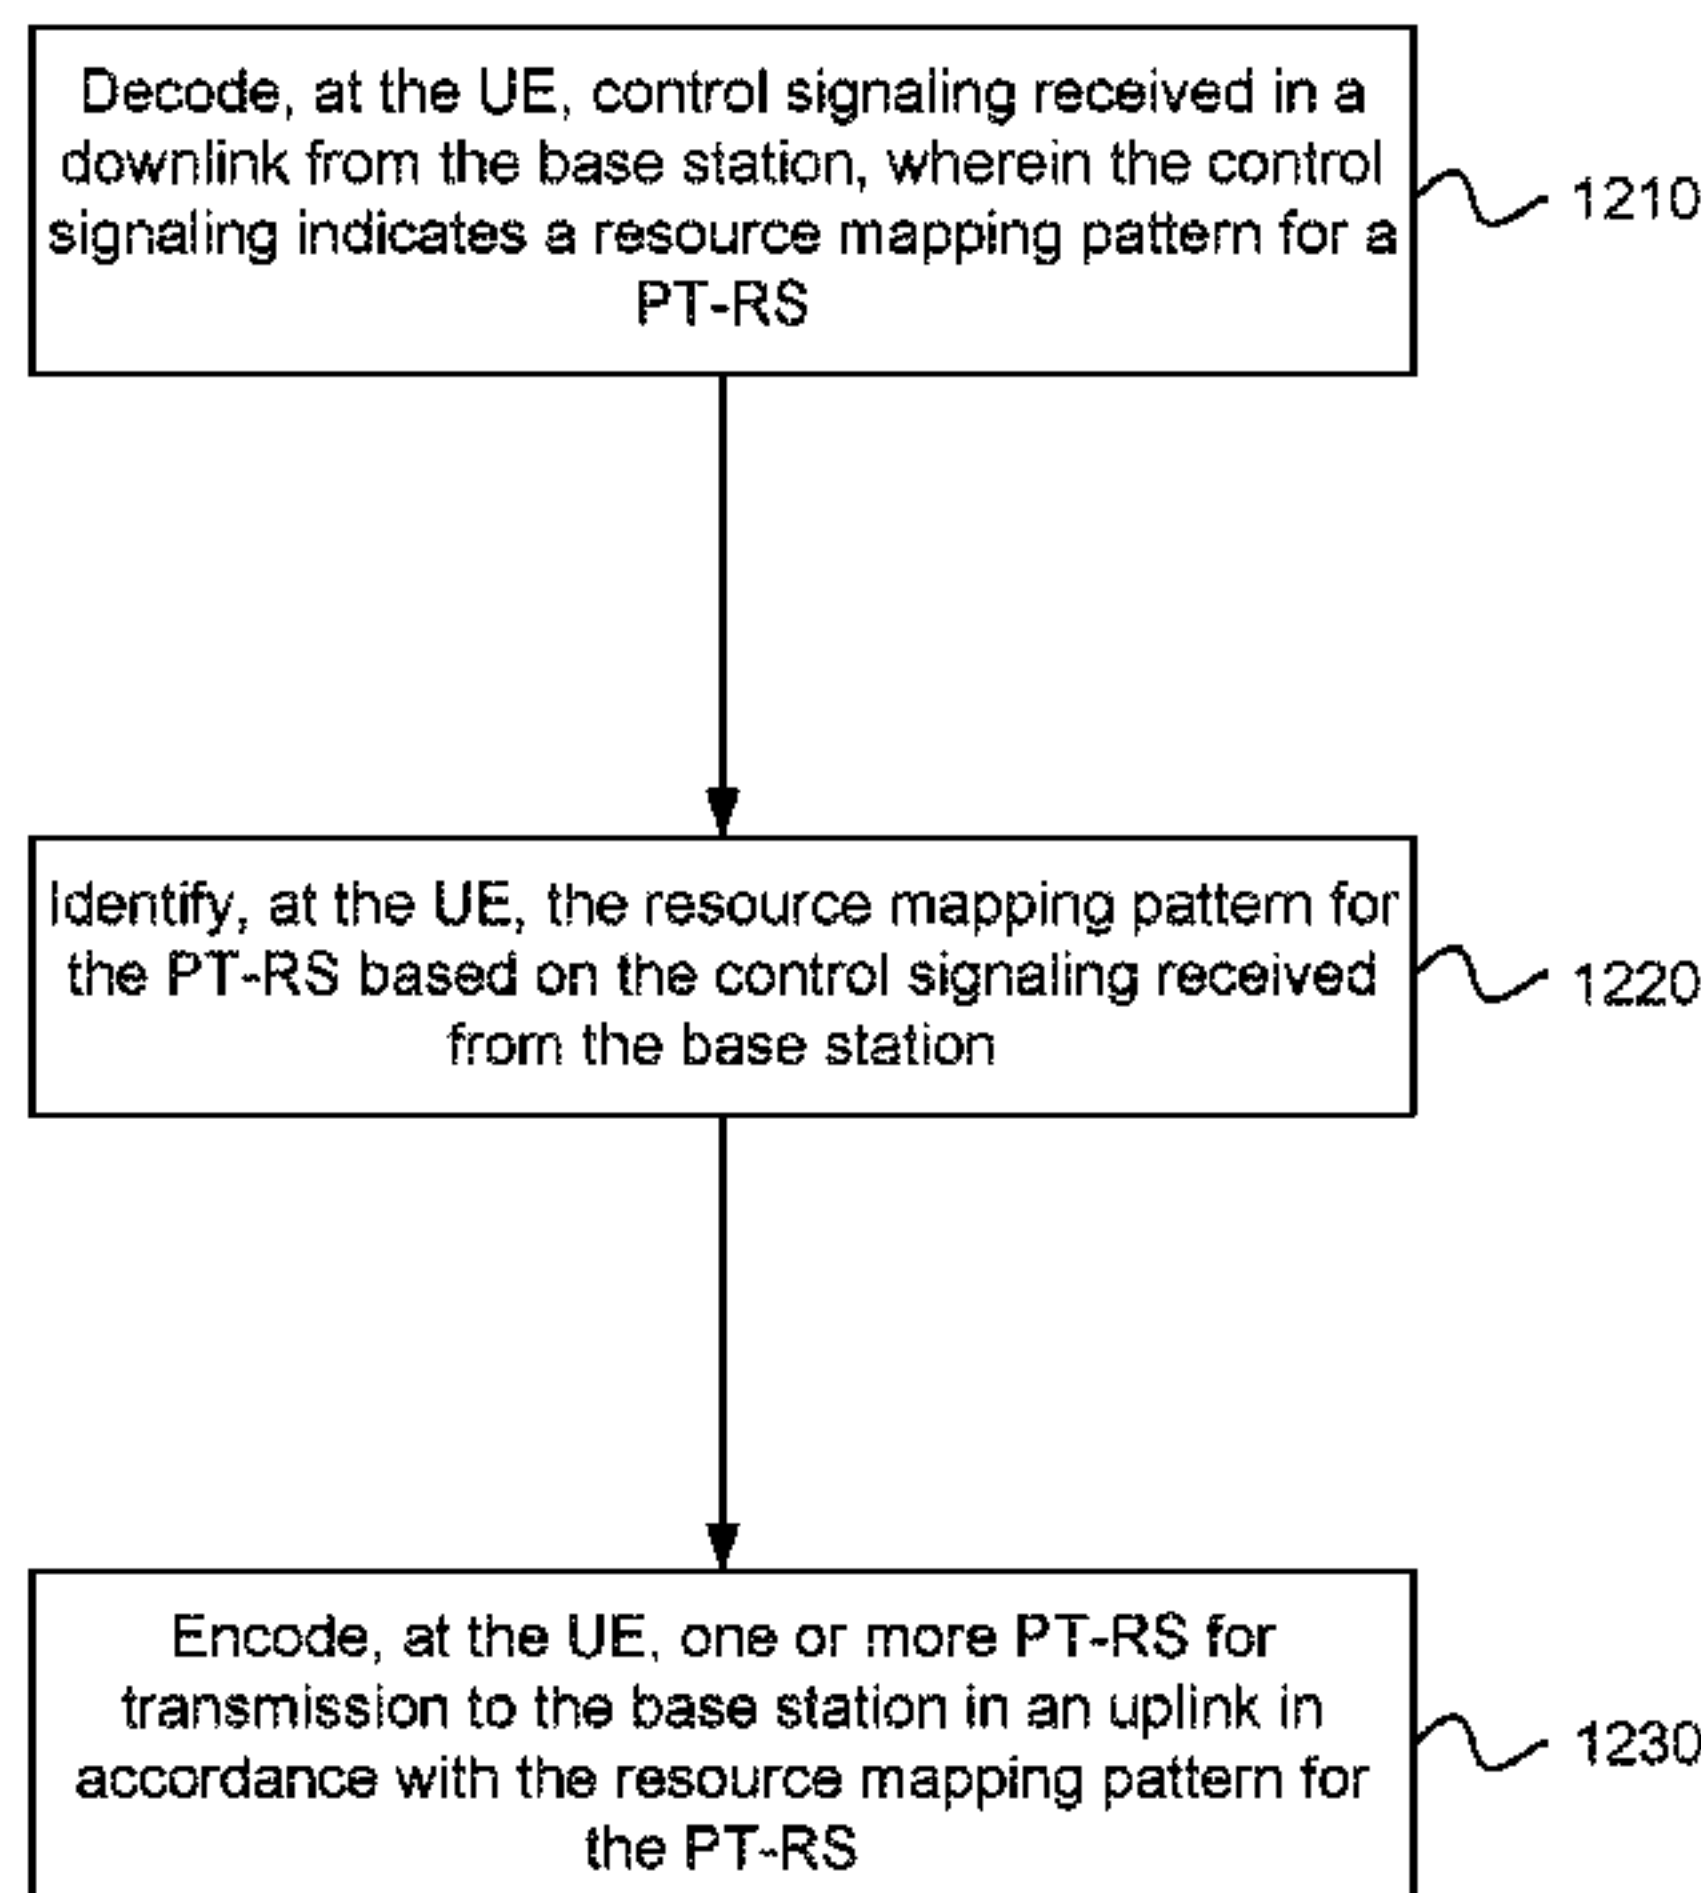 Decode, at the UE, control signaling received in a
downlink from the base station, wherein the control
signaling indicates a resource mapping pattern for a
PT-RS
1210
Identify, at the UE, the resource mapping pattern for
the PT-RS based on the control signaling received
from the base station
1220
Encode, at the UE, one or more PT-RS for
transmission to the base station in an uplink in
accordance with the resource mapping pattern for
the PT-RS
1230